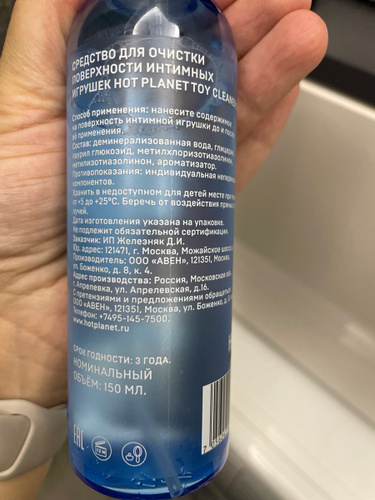 СРЕДСТВО ДЛЯ ОЧИСТКИ
ПОВЕРХНОСТИ ИНТИМНЫХ
ИГРУШЕК HOT PLANET TOY CLEANER
Способ применения: нанесите содержимое
на поверхность интимной игрушки до и после
её применения.
Состав: деминерализованная вода, глицерин,
лаурил глюкозид, метилхлоризотиазолинон,
метилизотиазолинон, ароматизатор.
Противопоказания: индивидуальная
компонентов.
Хранить в недоступном для детей месте при
от +5 до +25°С. Беречь от воздействия прямых
лучей.
Дата изготовления указана на упаковке.
Не подлежит обязательной сертификации.
Заказчик: ИП Железняк Д.И.
Юр. адрес: 121471, г. Москва, Можайское шоссе
Производитель: ООО «АВЕН», 121351, Москва,
ул. Боженко, д. 8, к. 4.
Адрес производства: Россия, Московская
г. Апрелевка, ул. Апрелевская, д.16.
С претензиями и предложениями обращаться
ООО «АВЕН», 121351, г. Москва, ул. Боженко, д.
Телефон: +7495-145-7500.
www.hotplanet.ru
СРОК ГОДНОСТИ: 3 ГОДА.
НОМИНАЛЬНЫЙ
ОБЪЁМ: 150 МЛ.
EAC
12 M